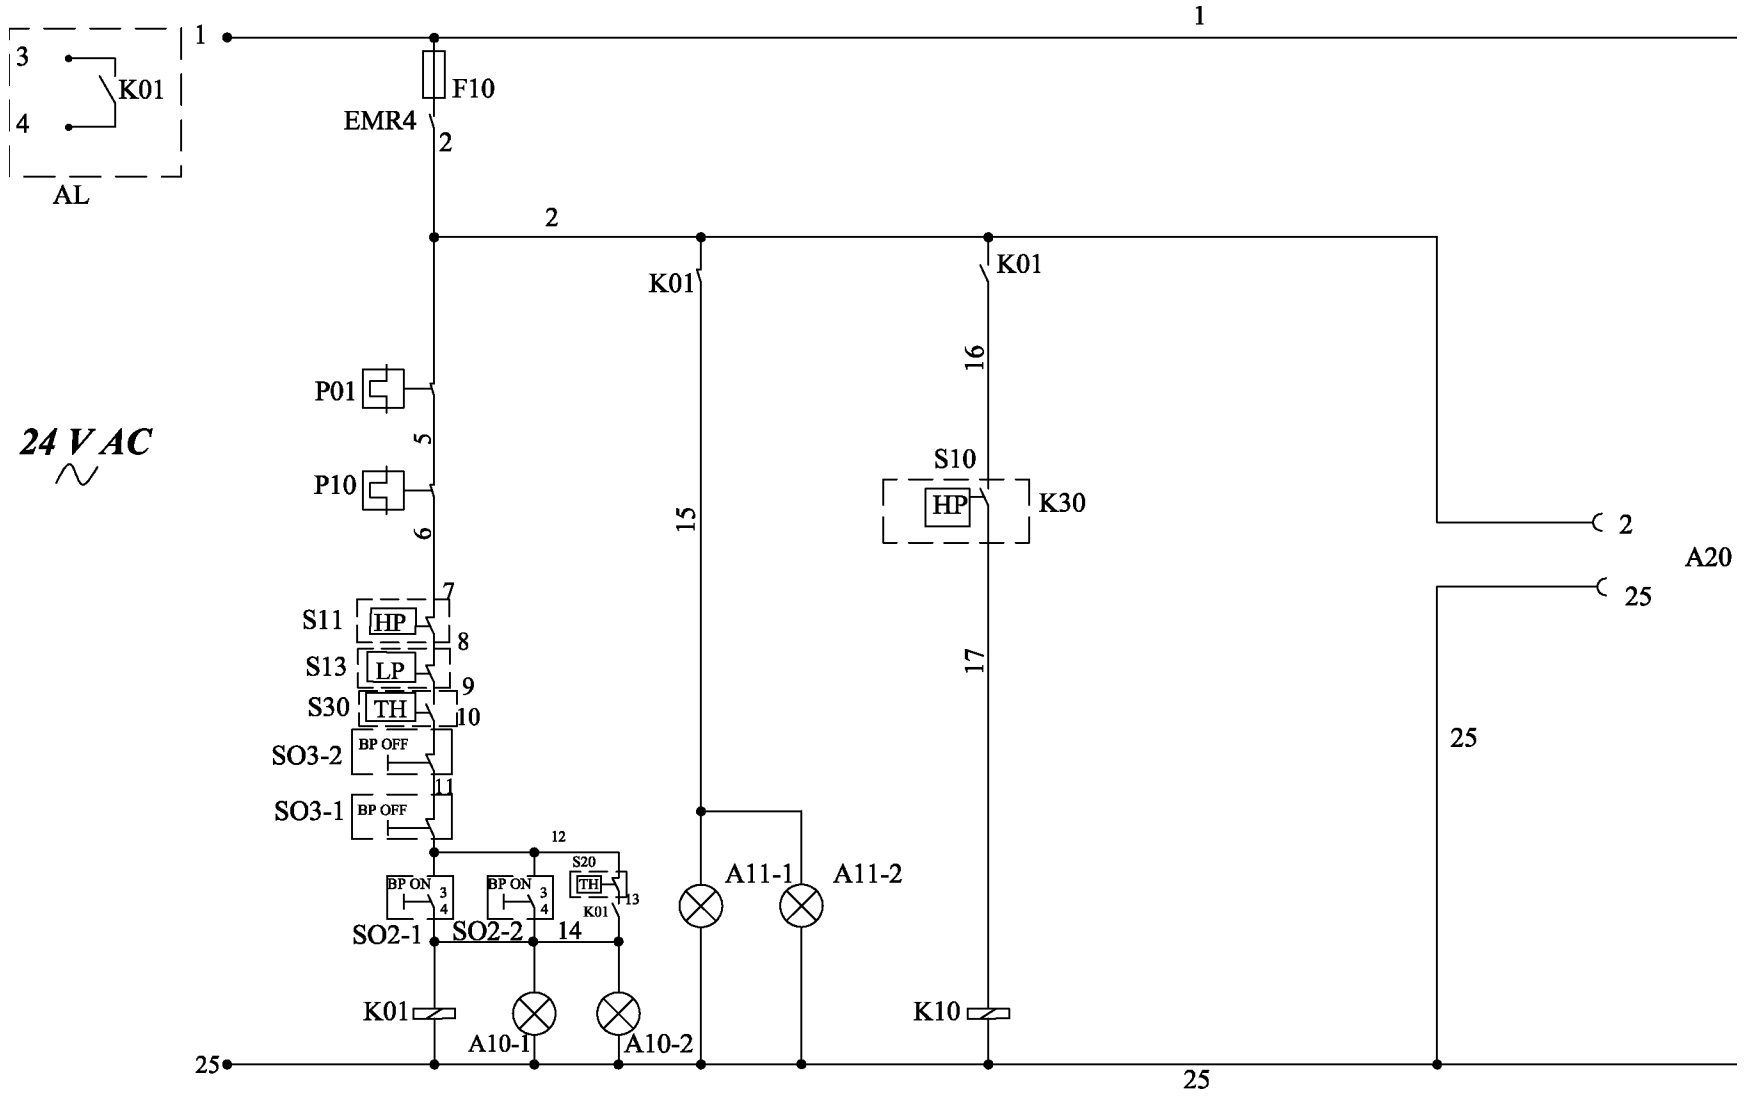 1
1
3
K01
4
AL
F10
EMR4
2
2
K01
K01
P01
16
24 V AC
5
S10
P10
HP
K30
15
6
2
A20
25
7
S11
HP
8
S13
LP
9
17
S30
TH
10
SO3-2
BP OFF
25
11
SO3-1
BP OFF
12
S20
BP ON
3
4
BP ON
3
4
TH
13
K01
A11-1
A11-2
SO2-1
SO2-2
14
K01
K10
A10-1
A10-2
25
25